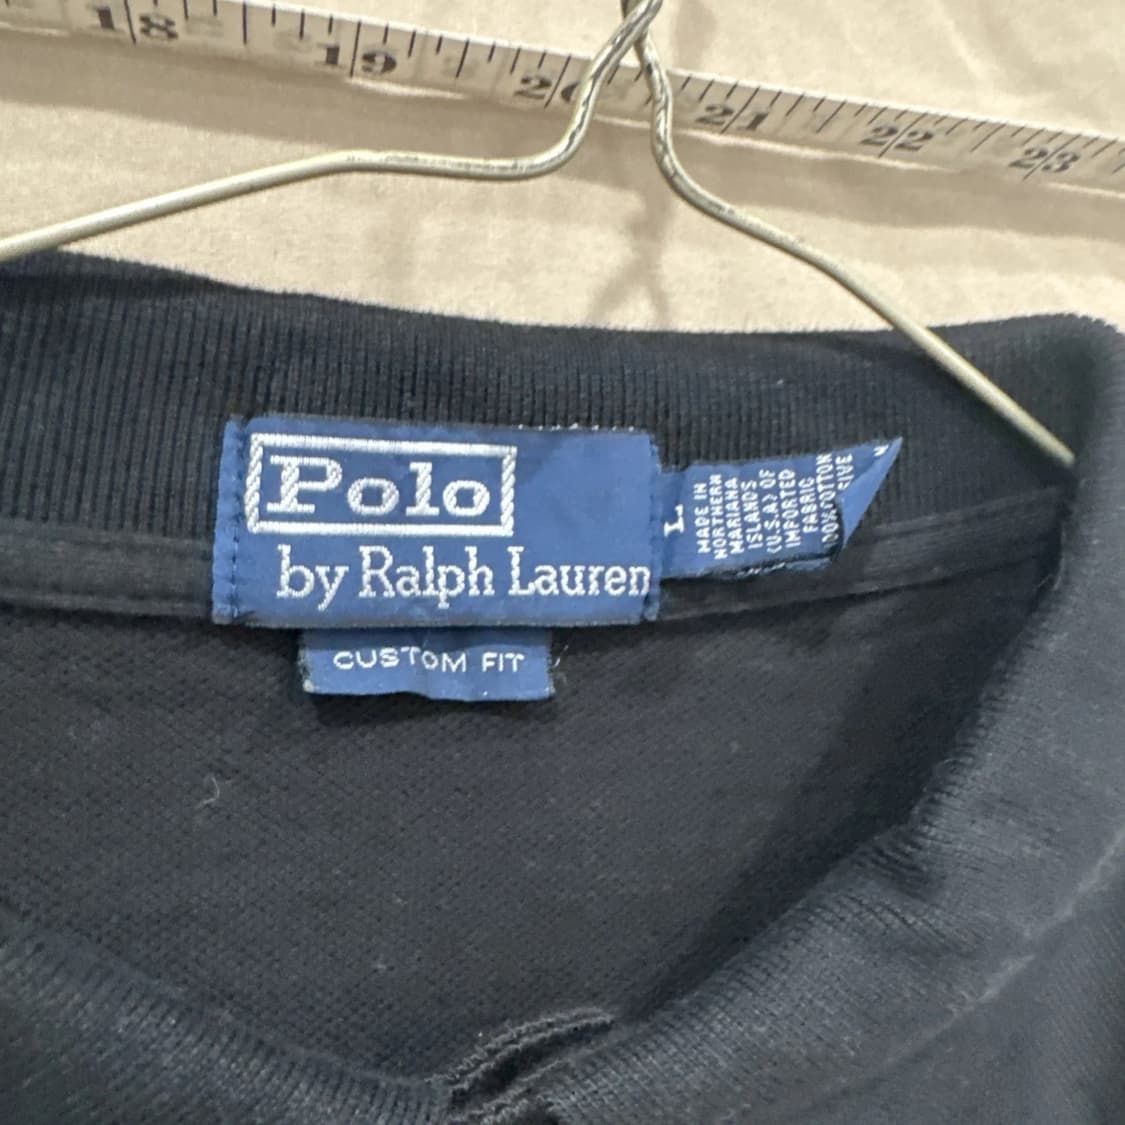 18 19 20 21 22 23
Polo
by Ralph Lauren
CUSTOM FIT
L
MADE IN
NORTHERN
MARIANA
ISLANDS
(U.S.A) OF
IMPORTED
FABRIC
100% COTTON